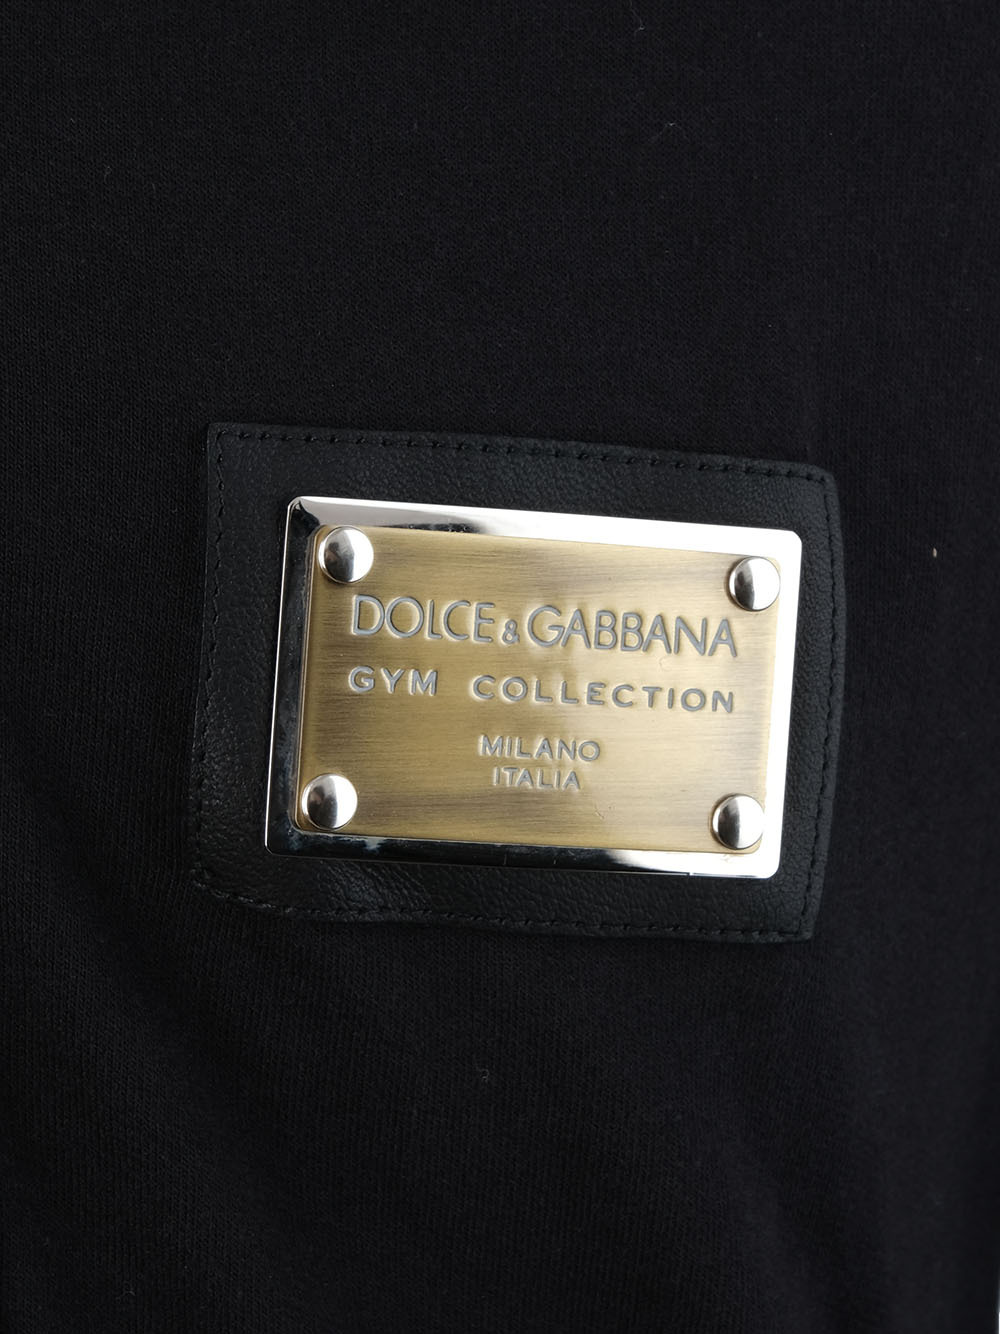 DOLCE & GABBANA
GYM COLLECTION
MILANO
ITALIA